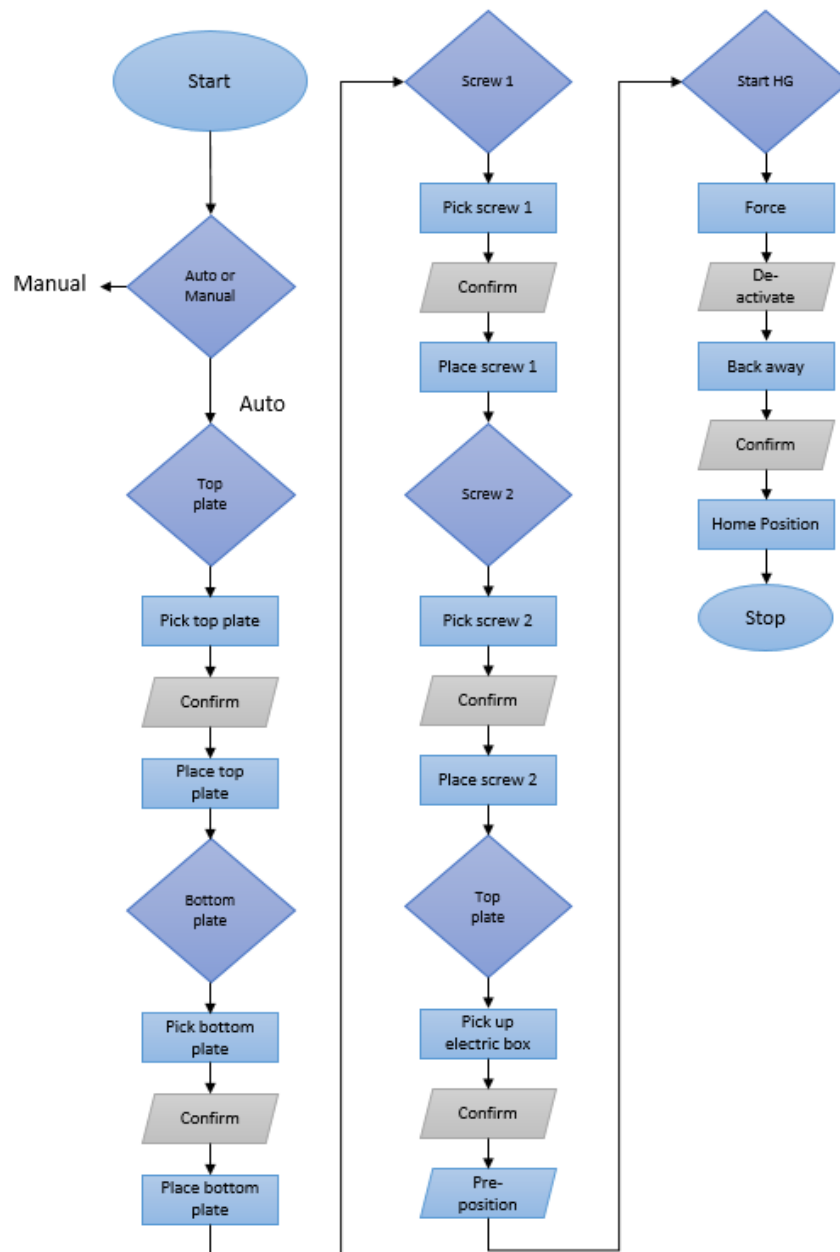 Start
Auto or
Manual
Manual
Auto
Top
plate
Pick top plate
Confirm
Place top
plate
Bottom
plate
Pick bottom
plate
Confirm
Place bottom
plate
Screw 1
Pick screw 1
Confirm
Place screw 1
Screw 2
Pick screw 2
Confirm
Place screw 2
Top
plate
Pick up
electric box
Confirm
Pre-
position
Start HG
Force
De-
activate
Back away
Confirm
Home Position
Stop